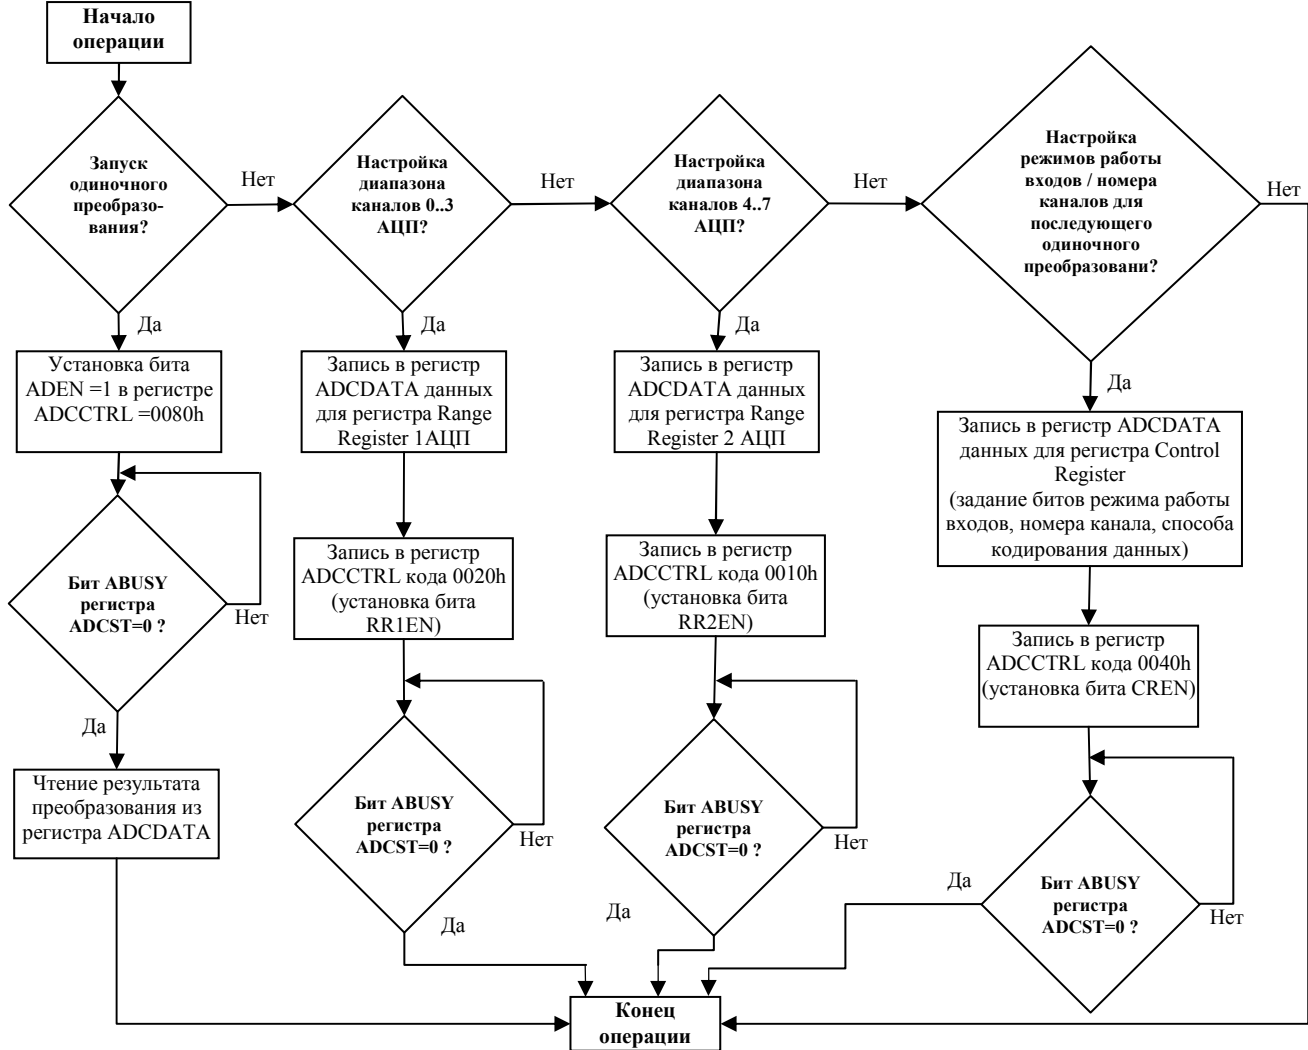 Начало
операции
Запуск
одиночного
преобразо-
вания?
Нет
Да
Настройка
диапазона
каналов 0..3
АЦП?
Нет
Да
Настройка
диапазона
каналов 4..7
АЦП?
Нет
Да
Настройка
режимов работы
входов / номера
каналов для
последующего
одиночного
преобразовани?
Нет
Да
Установка бита
ADEN =1 в регистре
ADCCTRL =0080h
Бит ABUSY
регистра
ADCST=0 ?
Нет
Да
Чтение результата
преобразования из
регистра ADCDATA
Запись в регистр
ADCDATA данных
для регистра Range
Register 1АЦП
Запись в регистр
ADCCTRL кода 0020h
(установка бита
RR1EN)
Бит ABUSY
регистра
ADCST=0 ?
Нет
Да
Запись в регистр
ADCDATA данных
для регистра Range
Register 2 АЦП
Запись в регистр
ADCCTRL кода 0010h
(установка бита
RR2EN)
Бит ABUSY
регистра
ADCST=0 ?
Нет
Да
Запись в регистр ADCDATA
данных для регистра Control
Register
(задание битов режима работы
входов, номера канала, способа
кодирования данных)
Запись в регистр
ADCCTRL кода 0040h
(установка бита CREN)
Бит ABUSY
регистра
ADCST=0 ?
Нет
Да
Конец
операции